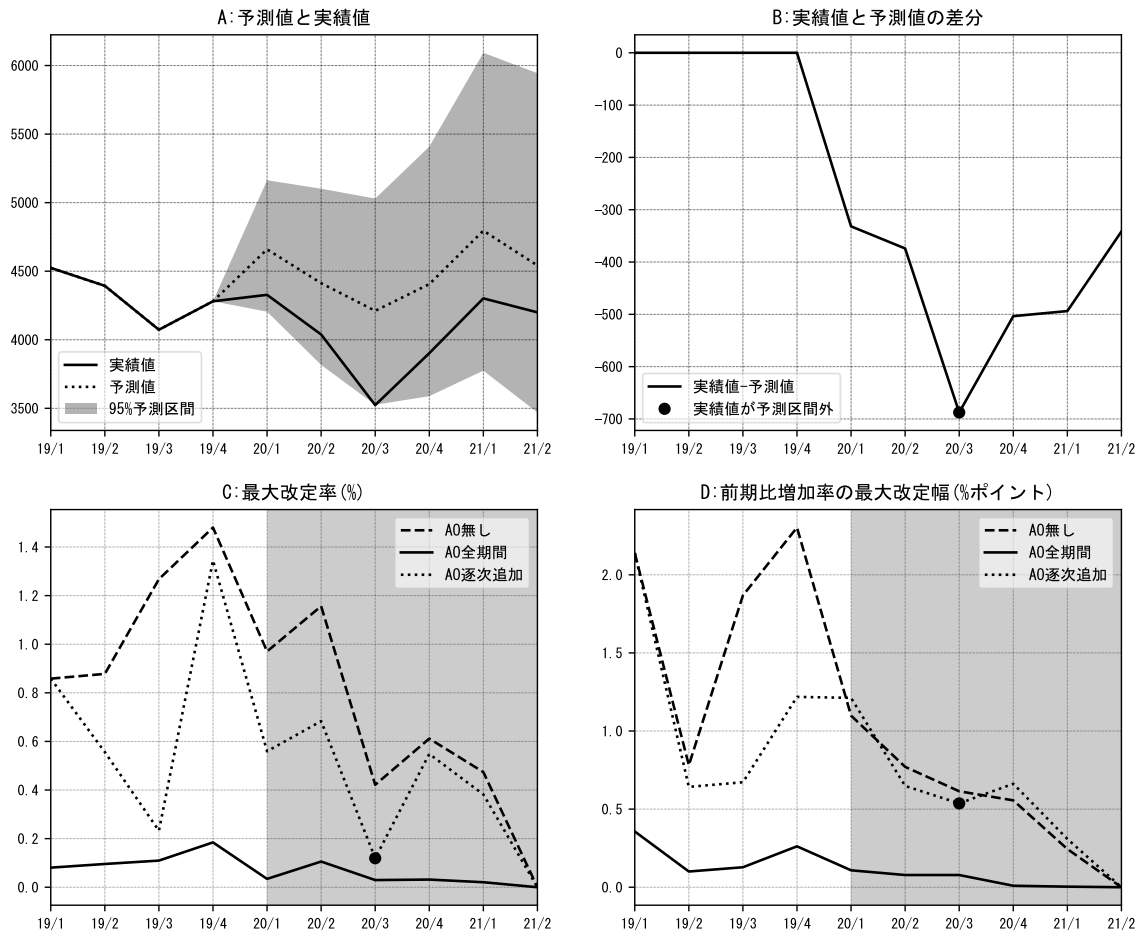 A:予測値と実績値
6000
5500
5000
4500
4000
3500
実績値
予測値
95%予測区間
19/1 19/2 19/3 19/4 20/1 20/2 20/3 20/4 21/1 21/2
B:実績値と予測値の差分
0
−100
−200
−300
−400
−500
−600
−700
実績値-予測値
実績値が予測区間外
19/1 19/2 19/3 19/4 20/1 20/2 20/3 20/4 21/1 21/2
C:最大改定率(%)
1.4
1.2
1.0
0.8
0.6
0.4
0.2
0.0
AO無し
AO全期間
AO逐次追加
19/1 19/2 19/3 19/4 20/1 20/2 20/3 20/4 21/1 21/2
D:前期比増加率の最大改定幅(%ポイント)
2.0
1.5
1.0
0.5
0.0
AO無し
AO全期間
AO逐次追加
19/1 19/2 19/3 19/4 20/1 20/2 20/3 20/4 21/1 21/2